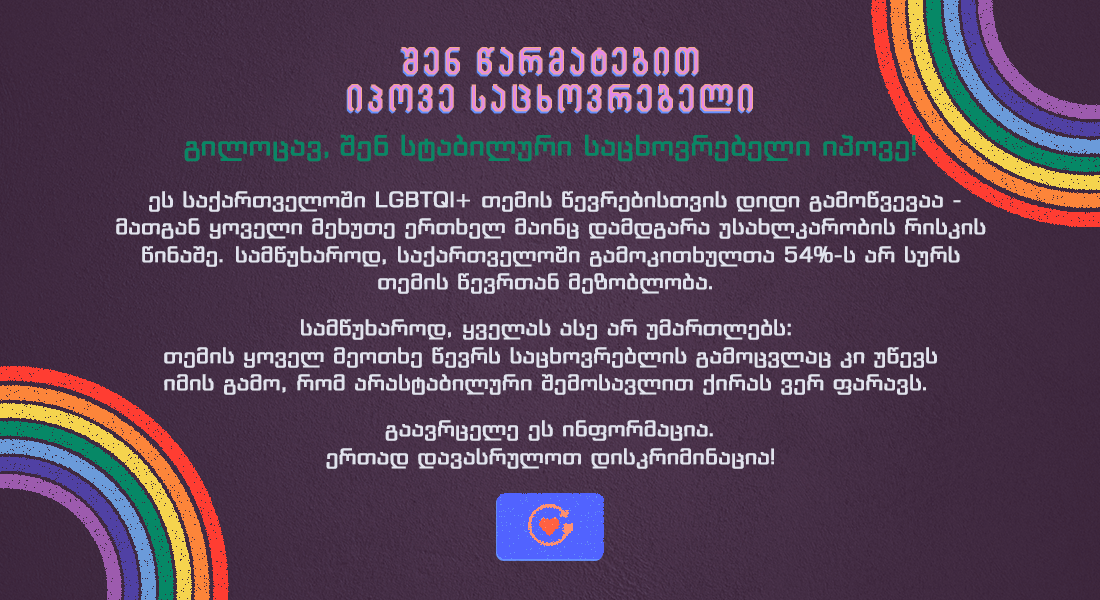 შენ წარმატებით
იპოვე საცხოვრებელი
გილოცავ, შენ სტაბილური საცხოვრებელი იპოვე!
ეს საქართველოში LGBTQI+ თემის წევრებისთვის დიდი გამოწვევაა -
მათგან ყოველი მეხუთე ერთხელ მაინც დამდგარა უსახლკარობის რისკის
წინაშე. სამწუხაროდ, საქართველოში გამოკითხულთა 54%-ს არ სურს
თემის წევრთან მეზობლობა.
სამწუხაროდ, ყველას ასე არ უმართლებს:
თემის ყოველ მეოთხე წევრს საცხოვრებლის გამოცვლაც კი უწევს
იმის გამო, რომ არასტაბილური შემოსავლით ქირას ვერ ფარავს.
გაავრცელე ეს ინფორმაცია.
ერთად დავასრულოთ დისკრიმინაცია!